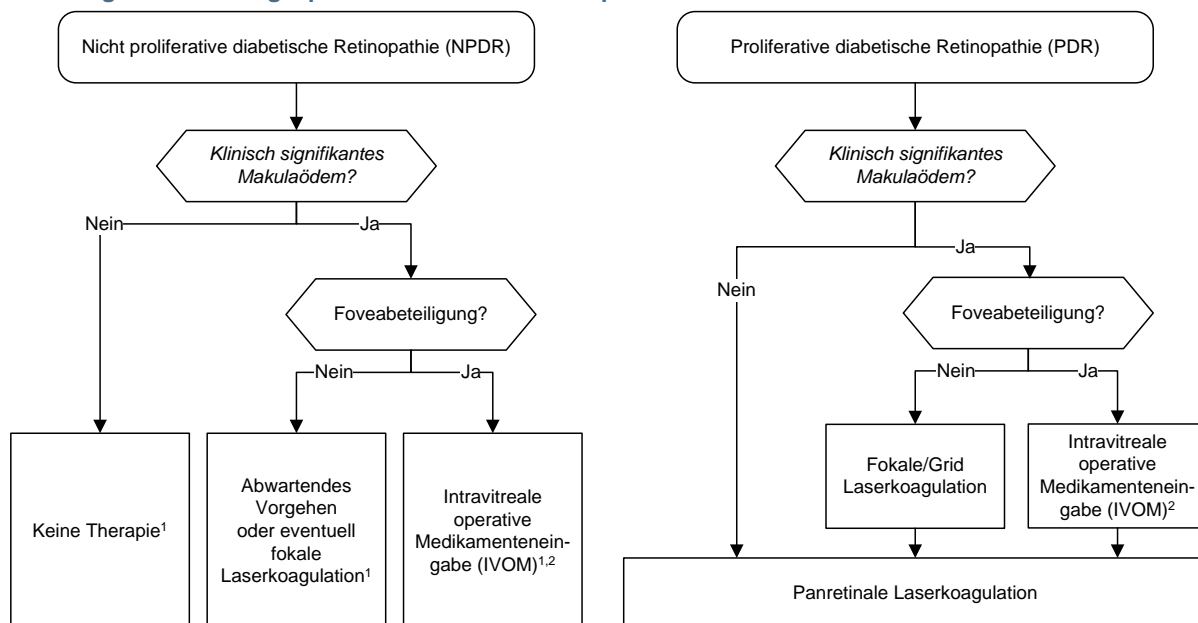 Nicht proliferative diabetische Retinopathie (NPDR)
Klinisch signifikantes
Makulaödem?
Nein
Ja
Foveabeteiligung?
Nein
Ja
Keine Therapie¹
Abwartendes
Vorgehen
oder eventuell
fokale
Laserkoagulation¹
Intravitreale
operative
Medikamentenein-
gabe (IVOM)¹,²
Proliferative diabetische Retinopathie (PDR)
Klinisch signifikantes
Makulaödem?
Nein
Ja
Foveabeteiligung?
Nein
Ja
Fokale/Grid
Laserkoagulation
Intravitreale
operative
Medikamentenein-
gabe (IVOM)²
Panretinale Laserkoagulation